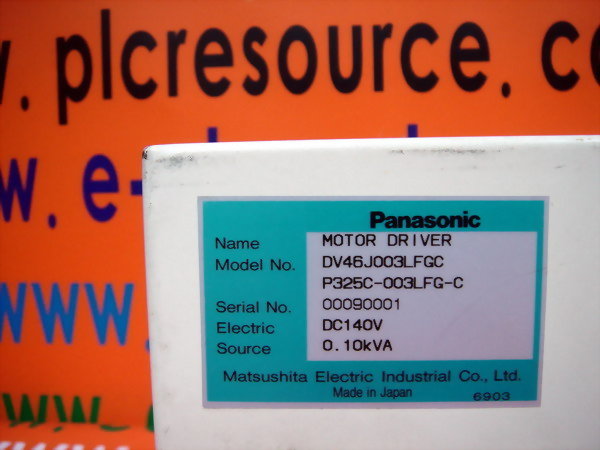 w.plcresource.co
w.e-
www.
www.
Panasonic
Name MOTOR DRIVER
Model No. DV46J003LFGC
P325C-003LFG-C
Serial No. 00090001
Electric DC140V
Source 0.10kVA
Matsushita Electric Industrial Co., Ltd.
Made in Japan 6903